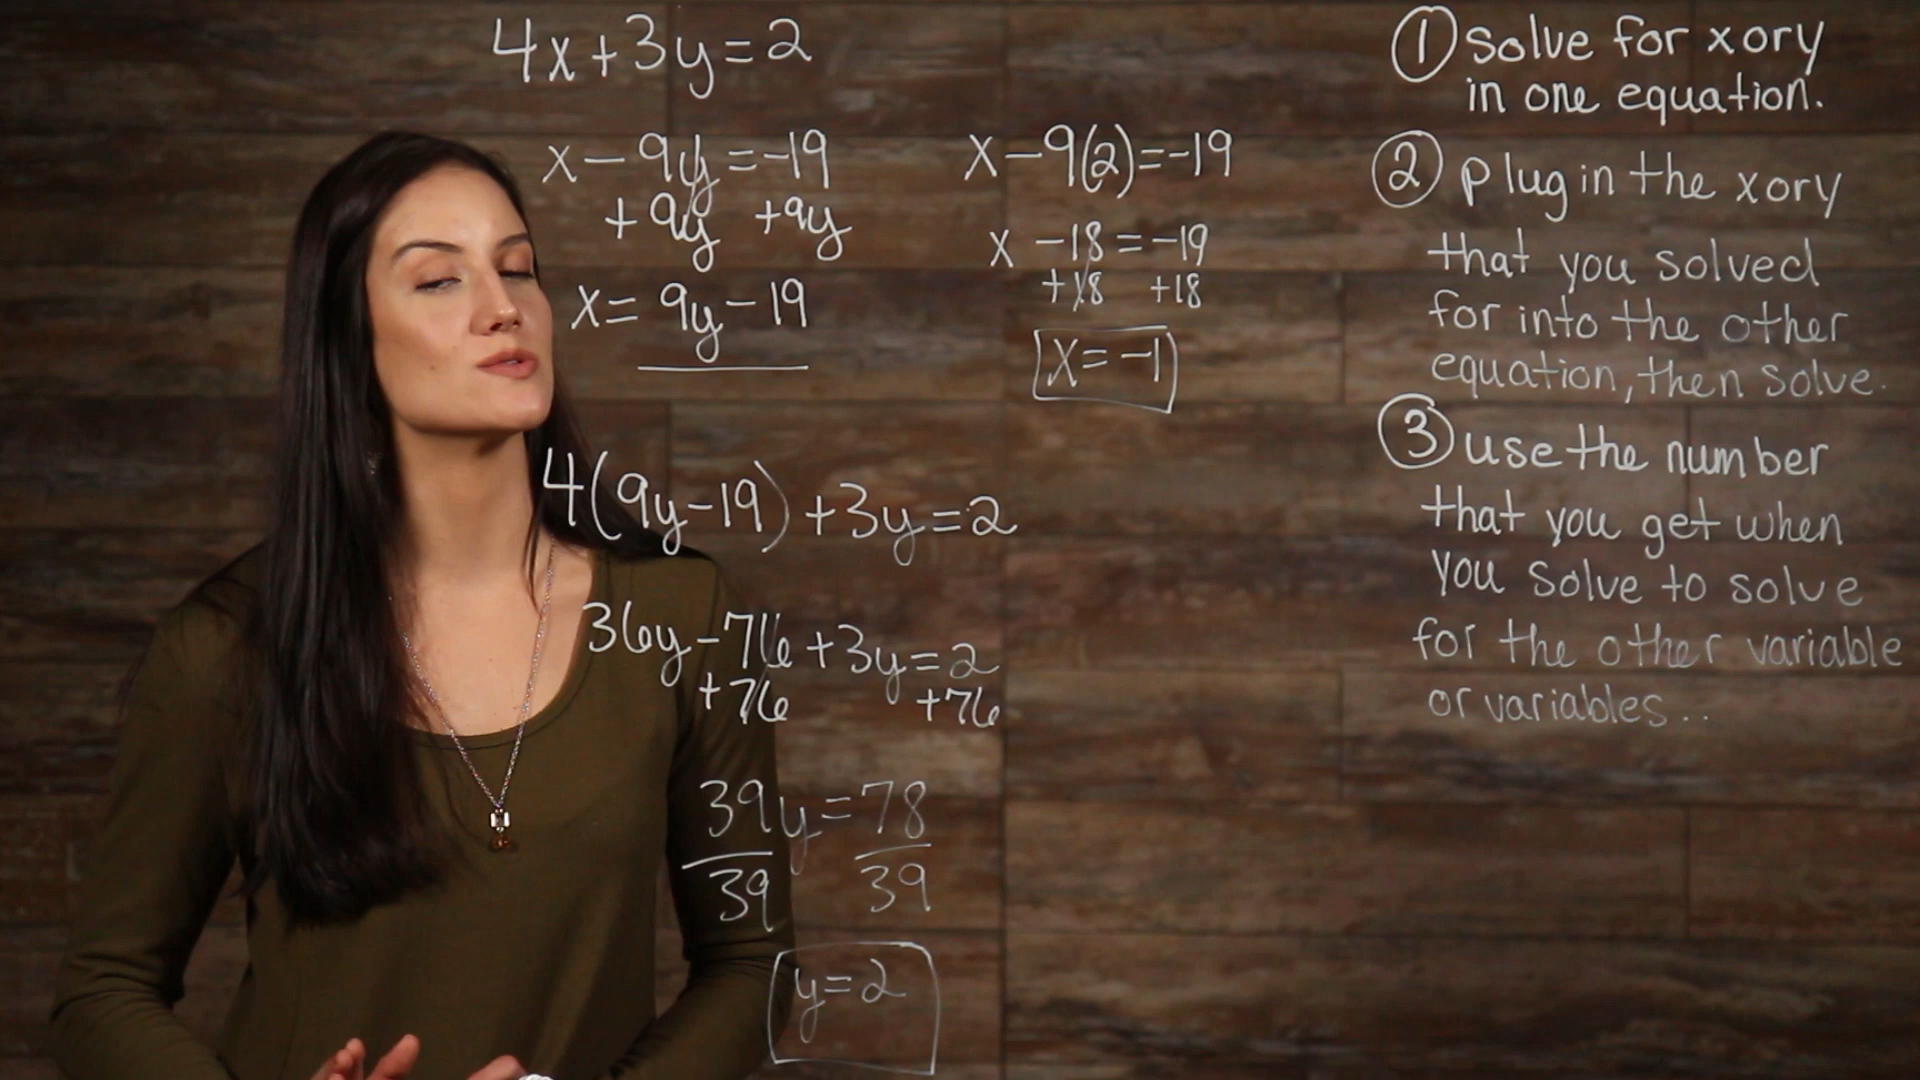 4x+3y=2
x-9y=-19
+9y +9y
x=9y-19
4(9y-19)+3y=2
36y-76+3y=2
+76 +76
39y=78
39 39
y=2
x-9(2)=-19
x-18=-19
+18 +18
x=-1
① solve for x or y
in one equation.
② plug in the x or y
that you solved
for into the other
equation, then solve.
③ use the number
that you get when
you solve to solve
for the other variable
or variables..